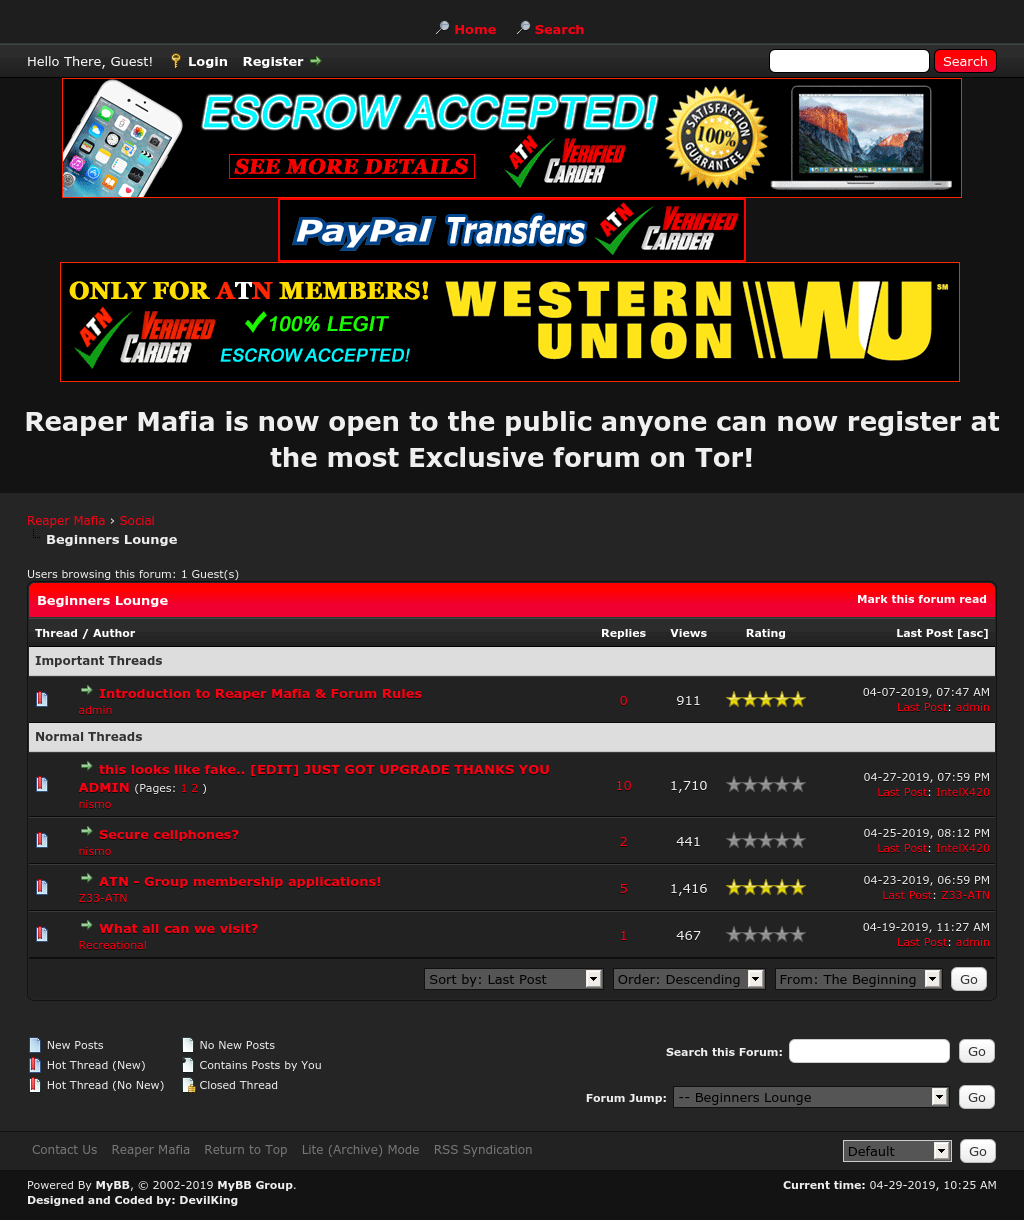 Home Search
Hello There, Guest! Login Register Search
ESCROW ACCEPTED!
SEE MORE DETAILS
ATN VERIFIED CARDER
SATISFACTION 100% GUARANTEE
PayPal Transfers ATN VERIFIED CARDER
ONLY FOR ATN MEMBERS!
ATN VERIFIED CARDER
100% LEGIT
ESCROW ACCEPTED!
WESTERN UNION WU SM
Reaper Mafia is now open to the public anyone can now register at
the most Exclusive forum on Tor!
Reaper Mafia › Social
Beginners Lounge
Users browsing this forum: 1 Guest(s)
Beginners Lounge Mark this forum read
Thread / Author Replies Views Rating Last Post [asc]
Important Threads
Introduction to Reaper Mafia & Forum Rules 0 911 04-07-2019, 07:47 AM
admin Last Post: admin
Normal Threads
this looks like fake.. [EDIT] JUST GOT UPGRADE THANKS YOU
ADMIN (Pages: 1 2 ) 10 1,710 04-27-2019, 07:59 PM
nismo Last Post: IntelX420
Secure cellphones? 2 441 04-25-2019, 08:12 PM
nismo Last Post: IntelX420
ATN - Group membership applications! 5 1,416 04-23-2019, 06:59 PM
Z33-ATN Last Post: Z33-ATN
What all can we visit? 1 467 04-19-2019, 11:27 AM
Recreational Last Post: admin
Sort by: Last Post Order: Descending From: The Beginning Go
New Posts No New Posts
Hot Thread (New) Contains Posts by You
Hot Thread (No New) Closed Thread
Search this Forum: Go
Forum Jump: -- Beginners Lounge Go
Contact Us Reaper Mafia Return to Top Lite (Archive) Mode RSS Syndication Default Go
Powered By MyBB, © 2002-2019 MyBB Group. Current time: 04-29-2019, 10:25 AM
Designed and Coded by: DevilKing